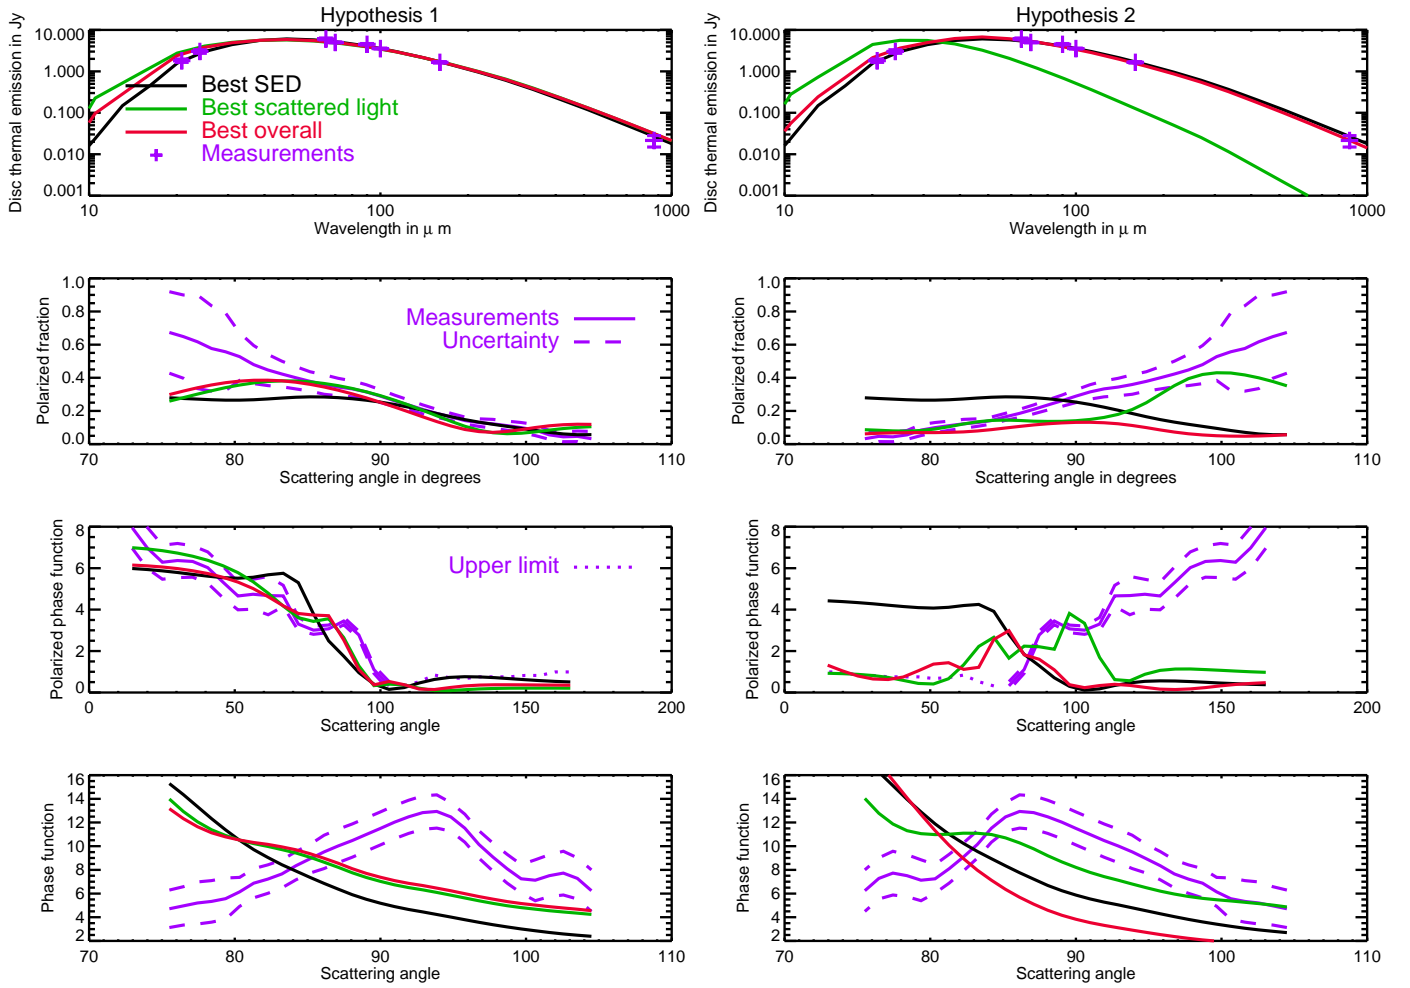 Hypothesis 1
Disc thermal emission in Jy
10.000
1.000
0.100
0.010
0.001
Best SED
Best scattered light
Best overall
Measurements
10 100 1000
Wavelength in μ m
Hypothesis 2
Disc thermal emission in Jy
10.000
1.000
0.100
0.010
0.001
10 100 1000
Wavelength in μ m
Polarized fraction
1.0
0.8
0.6
0.4
0.2
0.0
Measurements
Uncertainty
70 80 90 100 110
Scattering angle in degrees
Polarized fraction
1.0
0.8
0.6
0.4
0.2
0.0
70 80 90 100 110
Scattering angle in degrees
Polarized phase function
8
6
4
2
0
Upper limit
0 50 100 150 200
Scattering angle
Polarized phase function
8
6
4
2
0
0 50 100 150 200
Scattering angle
Phase function
16
14
12
10
8
6
4
2
70 80 90 100 110
Scattering angle
Phase function
16
14
12
10
8
6
4
2
70 80 90 100 110
Scattering angle